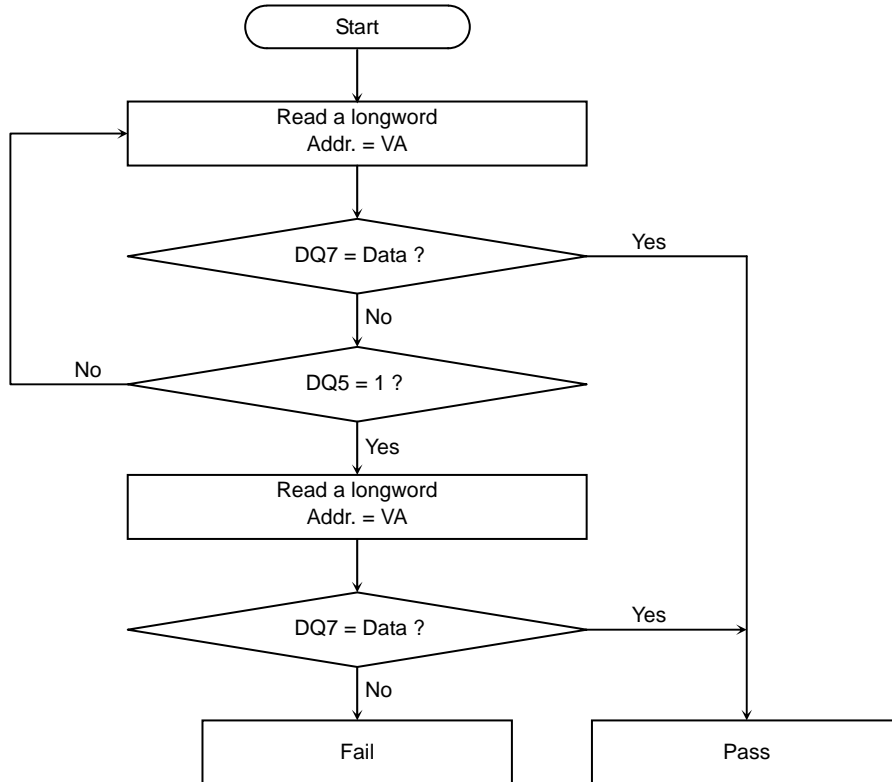 Start
Read a longword
Addr. = VA
DQ7 = Data ?
Yes
No
No
DQ5 = 1 ?
Yes
Read a longword
Addr. = VA
DQ7 = Data ?
Yes
No
Fail
Pass